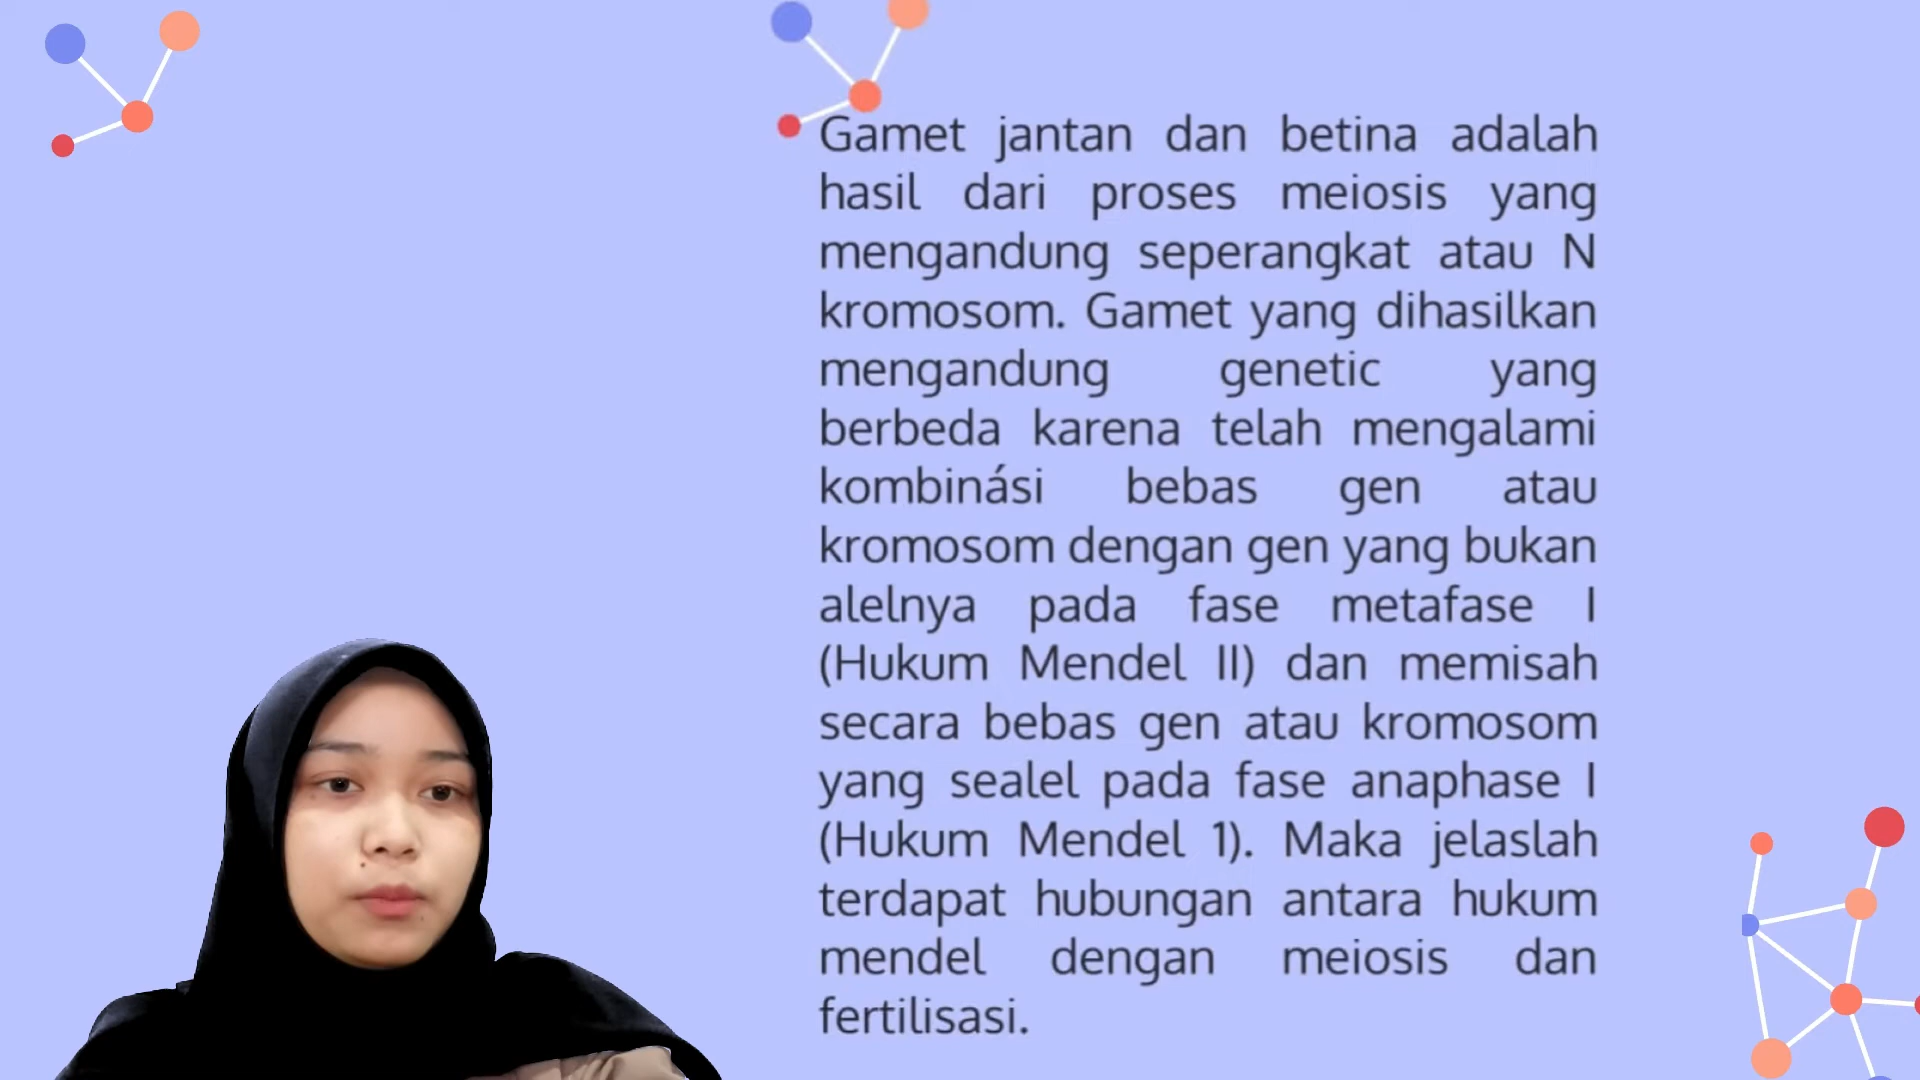 Gamet jantan dan betina adalah
hasil dari proses meiosis yang
mengandung seperangkat atau N
kromosom. Gamet yang dihasilkan
mengandung genetic yang
berbeda karena telah mengalami
kombinási bebas gen atau
kromosom dengan gen yang bukan
alelnya pada fase metafase I
(Hukum Mendel II) dan memisah
secara bebas gen atau kromosom
yang sealel pada fase anaphase I
(Hukum Mendel 1). Maka jelaslah
terdapat hubungan antara hukum
mendel dengan meiosis dan
fertilisasi.